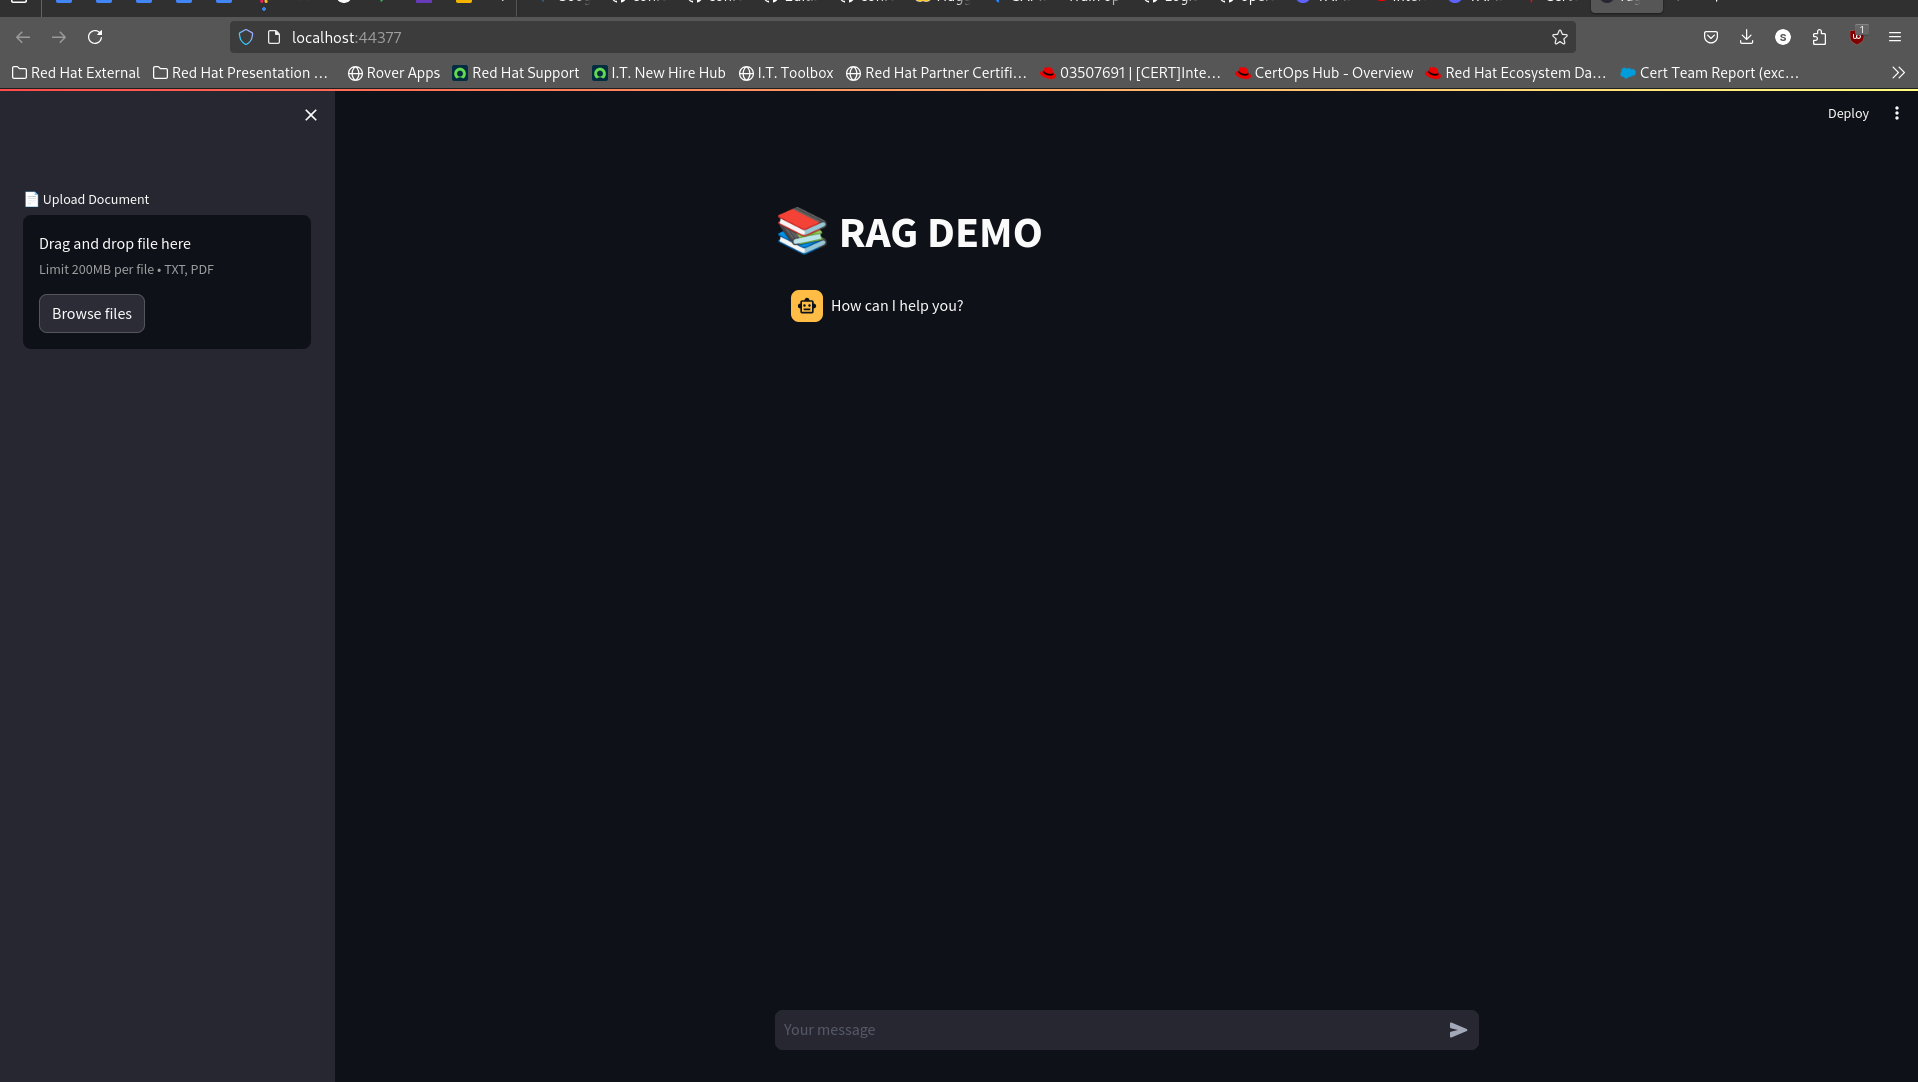 localhost:44377
Red Hat External Red Hat Presentation … Rover Apps Red Hat Support I.T. New Hire Hub I.T. Toolbox Red Hat Partner Certifi… 03507691 | [CERT]Inte… CertOps Hub - Overview Red Hat Ecosystem Da… Cert Team Report (exc…
Deploy
📄 Upload Document
Drag and drop file here
Limit 200MB per file • TXT, PDF
Browse files
📚 RAG DEMO
How can I help you?
Your message